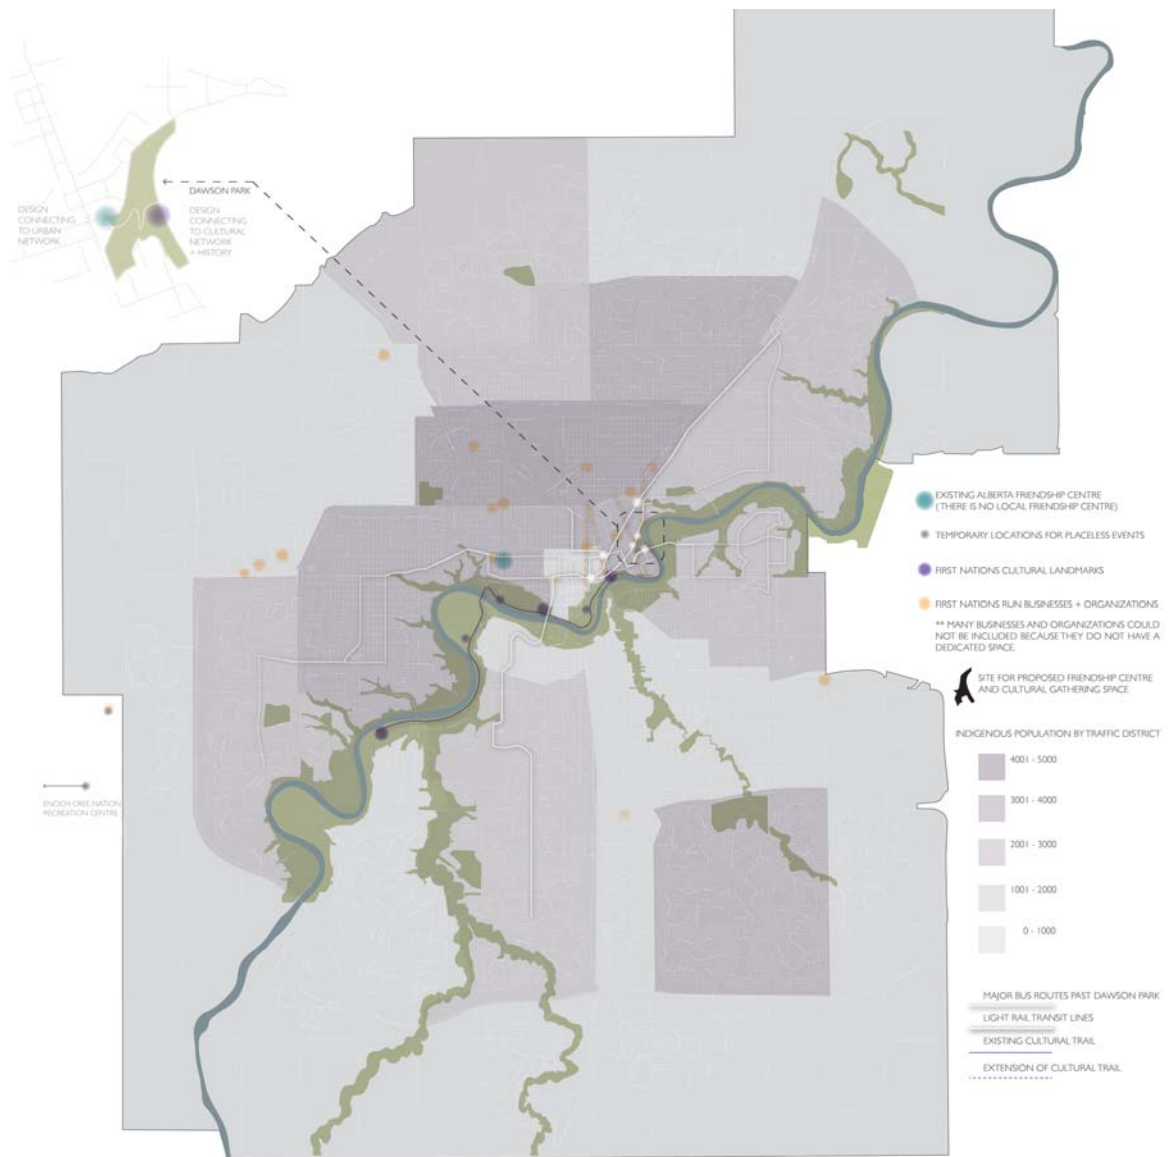 DAWSON PARK
DESIGN
CONNECTING
TO URBAN
NETWORK
DESIGN
CONNECTING
TO CULTURAL
NETWORK
+ HISTORY
EXISTING ALBERTA FRIENDSHIP CENTRE
(THERE IS NO LOCAL FRIENDSHIP CENTRE)
TEMPORARY LOCATIONS FOR PLACELESS EVENTS
FIRST NATIONS CULTURAL LANDMARKS
FIRST NATIONS RUN BUSINESSES + ORGANIZATIONS
** MANY BUSINESSES AND ORGANIZATIONS COULD
NOT BE INCLUDED BECAUSE THEY DO NOT HAVE A
DEDICATED SPACE.
SITE FOR PROPOSED FRIENDSHIP CENTRE
AND CULTURAL GATHERING SPACE
INDIGENOUS POPULATION BY TRAFFIC DISTRICT
4001 - 5000
3001 - 4000
2001 - 3000
1001 - 2000
0 - 1000
ENOCH CREE NATION
RECREATION CENTRE
MAJOR BUS ROUTES PAST DAWSON PARK
LIGHT RAIL TRANSIT LINES
EXISTING CULTURAL TRAIL
EXTENSION OF CULTURAL TRAIL